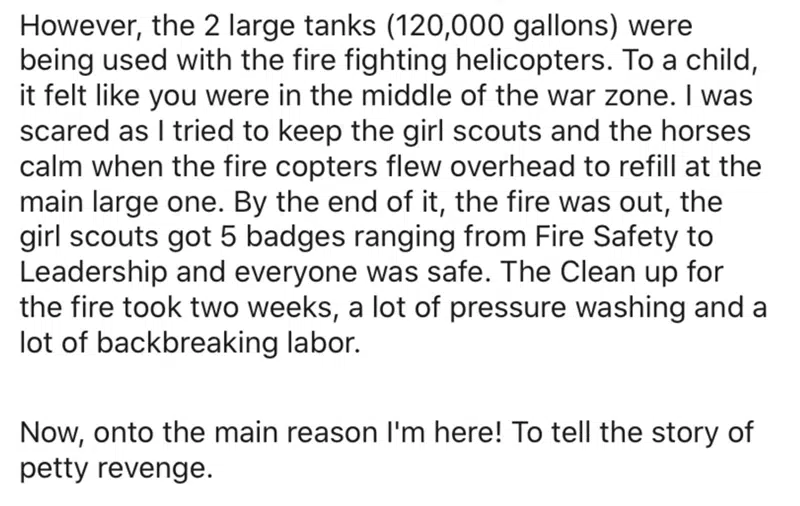 However, the 2 large tanks (120,000 gallons) were
being used with the fire fighting helicopters. To a child,
it felt like you were in the middle of the war zone. I was
scared as I tried to keep the girl scouts and the horses
calm when the fire copters flew overhead to refill at the
main large one. By the end of it, the fire was out, the
girl scouts got 5 badges ranging from Fire Safety to
Leadership and everyone was safe. The Clean up for
the fire took two weeks, a lot of pressure washing and a
lot of backbreaking labor.
Now, onto the main reason I'm here! To tell the story of
petty revenge.